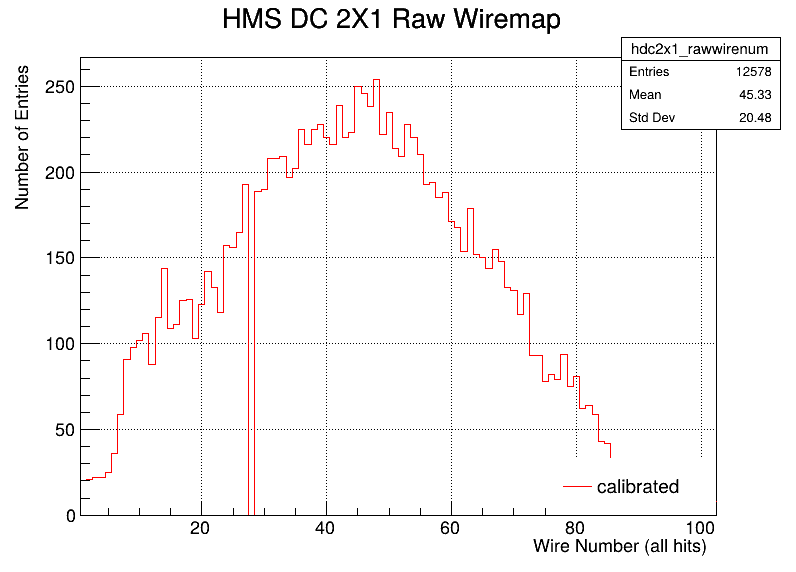 HMS DC 2X1 Raw Wiremap
hdc2x1_rawwirenum
Entries 12578
Mean 45.33
Std Dev 20.48
Number of Entries
250
200
150
100
50
0
20 40 60 80 100
calibrated
Wire Number (all hits)